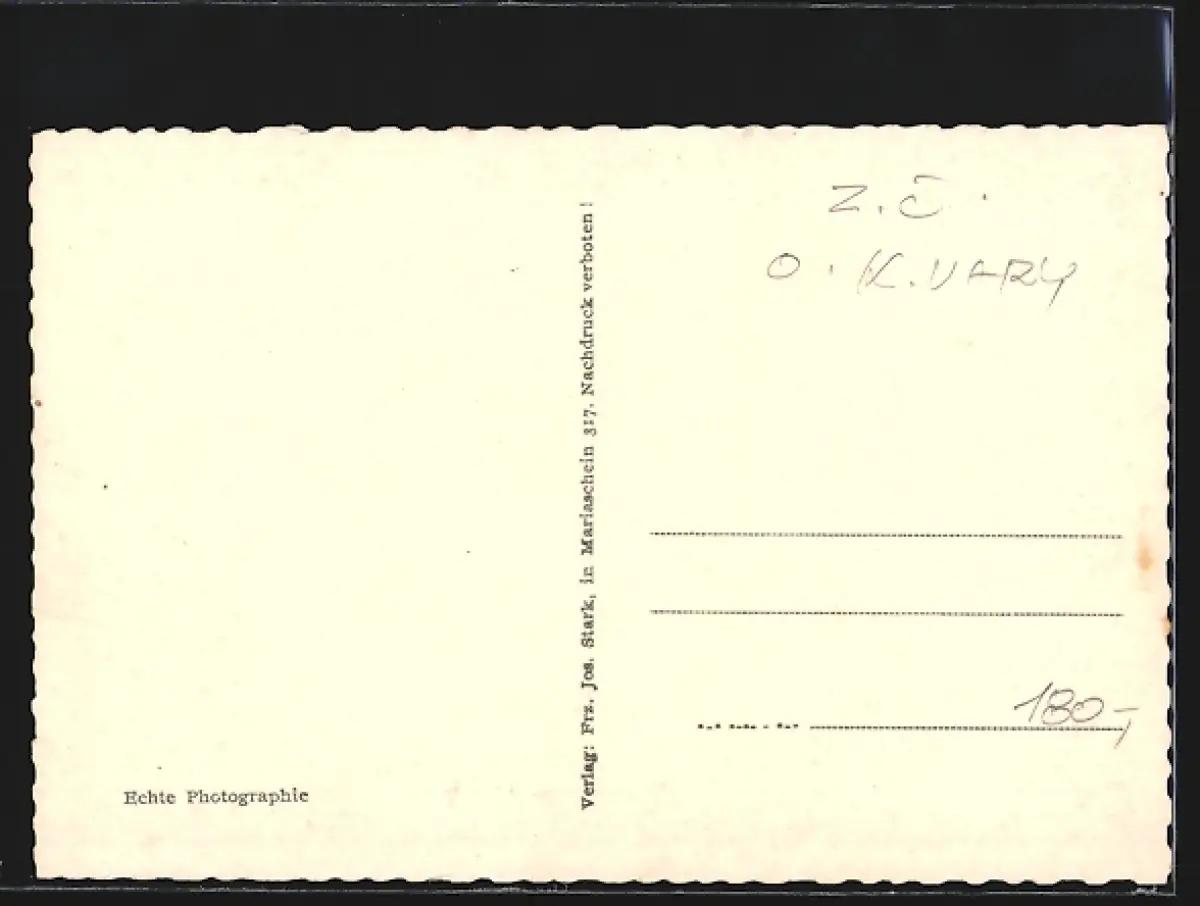 Z. Č.
O. K. VARY
Verlag: Frz. Jos. Stark, in Mariaschein 317. Nachdruck verboten!
180,-
Echte Photographie